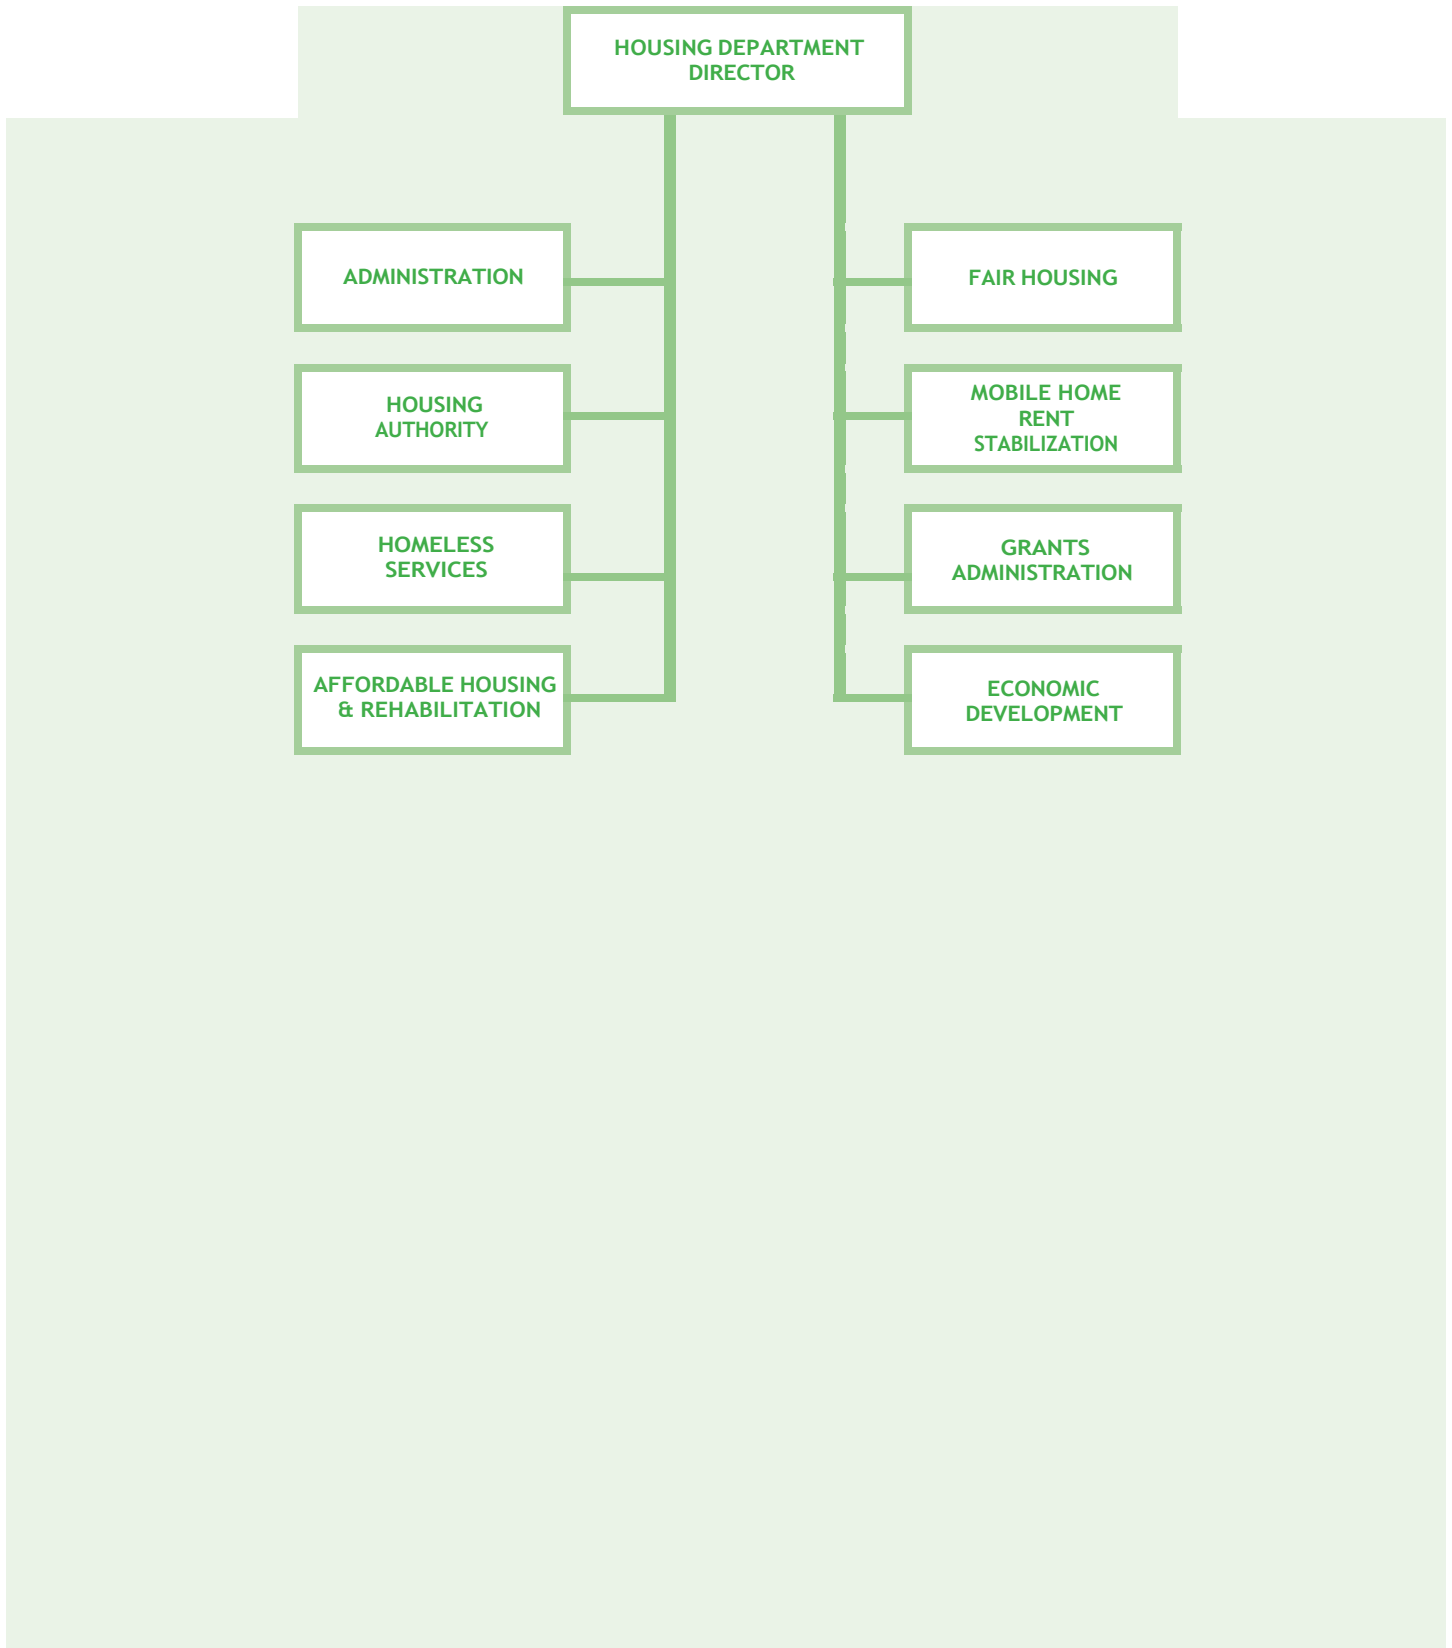 HOUSING DEPARTMENT
DIRECTOR
ADMINISTRATION
FAIR HOUSING
HOUSING
AUTHORITY
MOBILE HOME
RENT
STABILIZATION
HOMELESS
SERVICES
GRANTS
ADMINISTRATION
AFFORDABLE HOUSING
& REHABILITATION
ECONOMIC
DEVELOPMENT